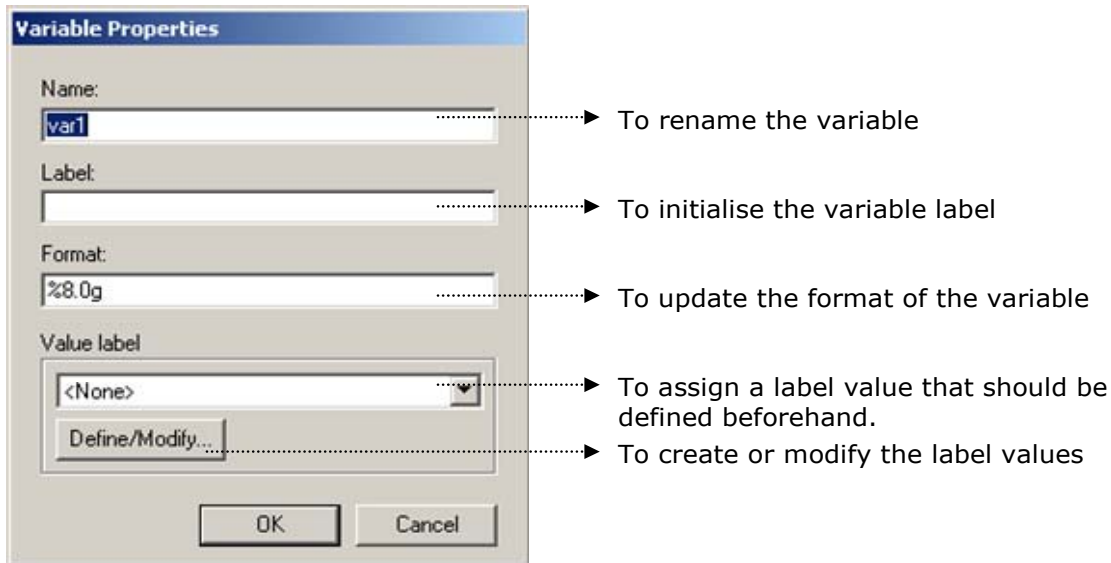 Variable Properties
Name:
var1
To rename the variable
Label:
To initialise the variable label
Format:
%8.0g
To update the format of the variable
Value label
<None>
To assign a label value that should be
defined beforehand.
Define/Modify...
To create or modify the label values
OK
Cancel